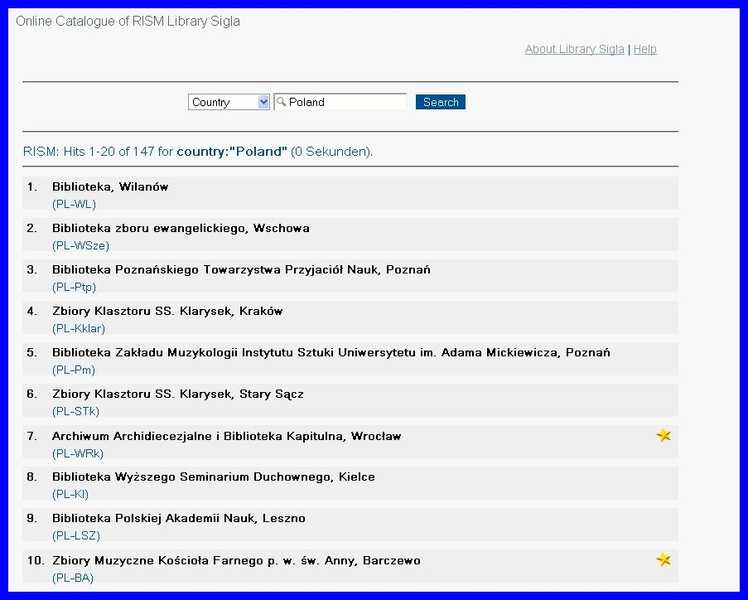 Online Catalogue of RISM Library Sigla
About Library Sigla | Help
Country Poland Search
RISM: Hits 1-20 of 147 for country:"Poland" (0 Sekunden).
1. Biblioteka, Wilanów
(PL-WL)
2. Biblioteka zboru ewangelickiego, Wschowa
(PL-WSze)
3. Biblioteka Poznańskiego Towarzystwa Przyjaciół Nauk, Poznań
(PL-Ptp)
4. Zbiory Klasztoru SS. Klarysek, Kraków
(PL-Kklar)
5. Biblioteka Zakładu Muzykologii Instytutu Sztuki Uniwersytetu im. Adama Mickiewicza, Poznań
(PL-Pm)
6. Zbiory Klasztoru SS. Klarysek, Stary Sącz
(PL-STk)
7. Archiwum Archidiecezjalne i Biblioteka Kapitulna, Wrocław
(PL-WRk)
8. Biblioteka Wyższego Seminarium Duchownego, Kielce
(PL-KI)
9. Biblioteka Polskiej Akademii Nauk, Leszno
(PL-LSZ)
10. Zbiory Muzyczne Kościoła Farnego p. w. św. Anny, Barczewo
(PL-BA)